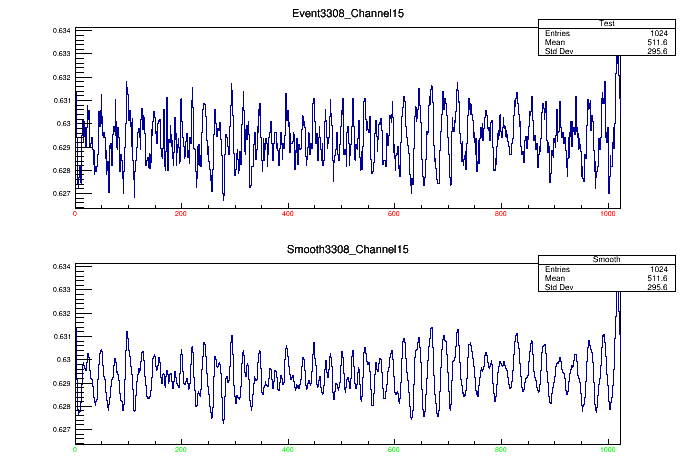 Event3308_Channel15
Test
Entries 1024
Mean 511.6
Std Dev 295.6
0.634
0.633
0.632
0.631
0.63
0.629
0.628
0.627
0 200 400 600 800 1000
Smooth3308_Channel15
Smooth
Entries 1024
Mean 511.6
Std Dev 295.6
0.634
0.633
0.632
0.631
0.63
0.629
0.628
0.627
0 200 400 600 800 1000